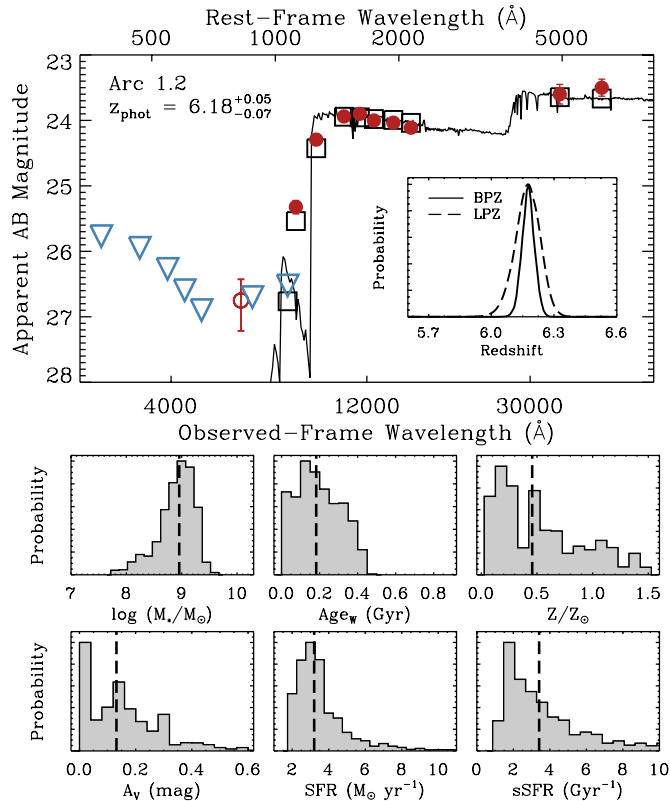 Rest-Frame Wavelength (Å)
500 1000 2000 5000
Apparent AB Magnitude
23
24
25
26
27
28
Arc 1.2
z_phot = 6.18 +0.05 -0.07
Probability
BPZ
LPZ
5.7 6.0 6.3 6.6
Redshift
4000 12000 30000
Observed-Frame Wavelength (Å)
Probability
7 8 9 10
log (M⋆/M⊙)
0.0 0.2 0.4 0.6 0.8
Age_W (Gyr)
0.0 0.5 1.0 1.5
Z/Z⊙
Probability
0.0 0.2 0.4 0.6
A_V (mag)
2 4 6 8 10
SFR (M⊙ yr⁻¹)
0 2 4 6 8 10
sSFR (Gyr⁻¹)